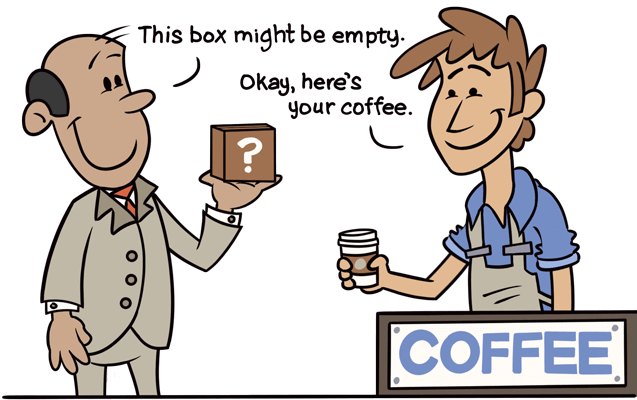 This box might be empty.
Okay, here's
your coffee.
?
COFFEE